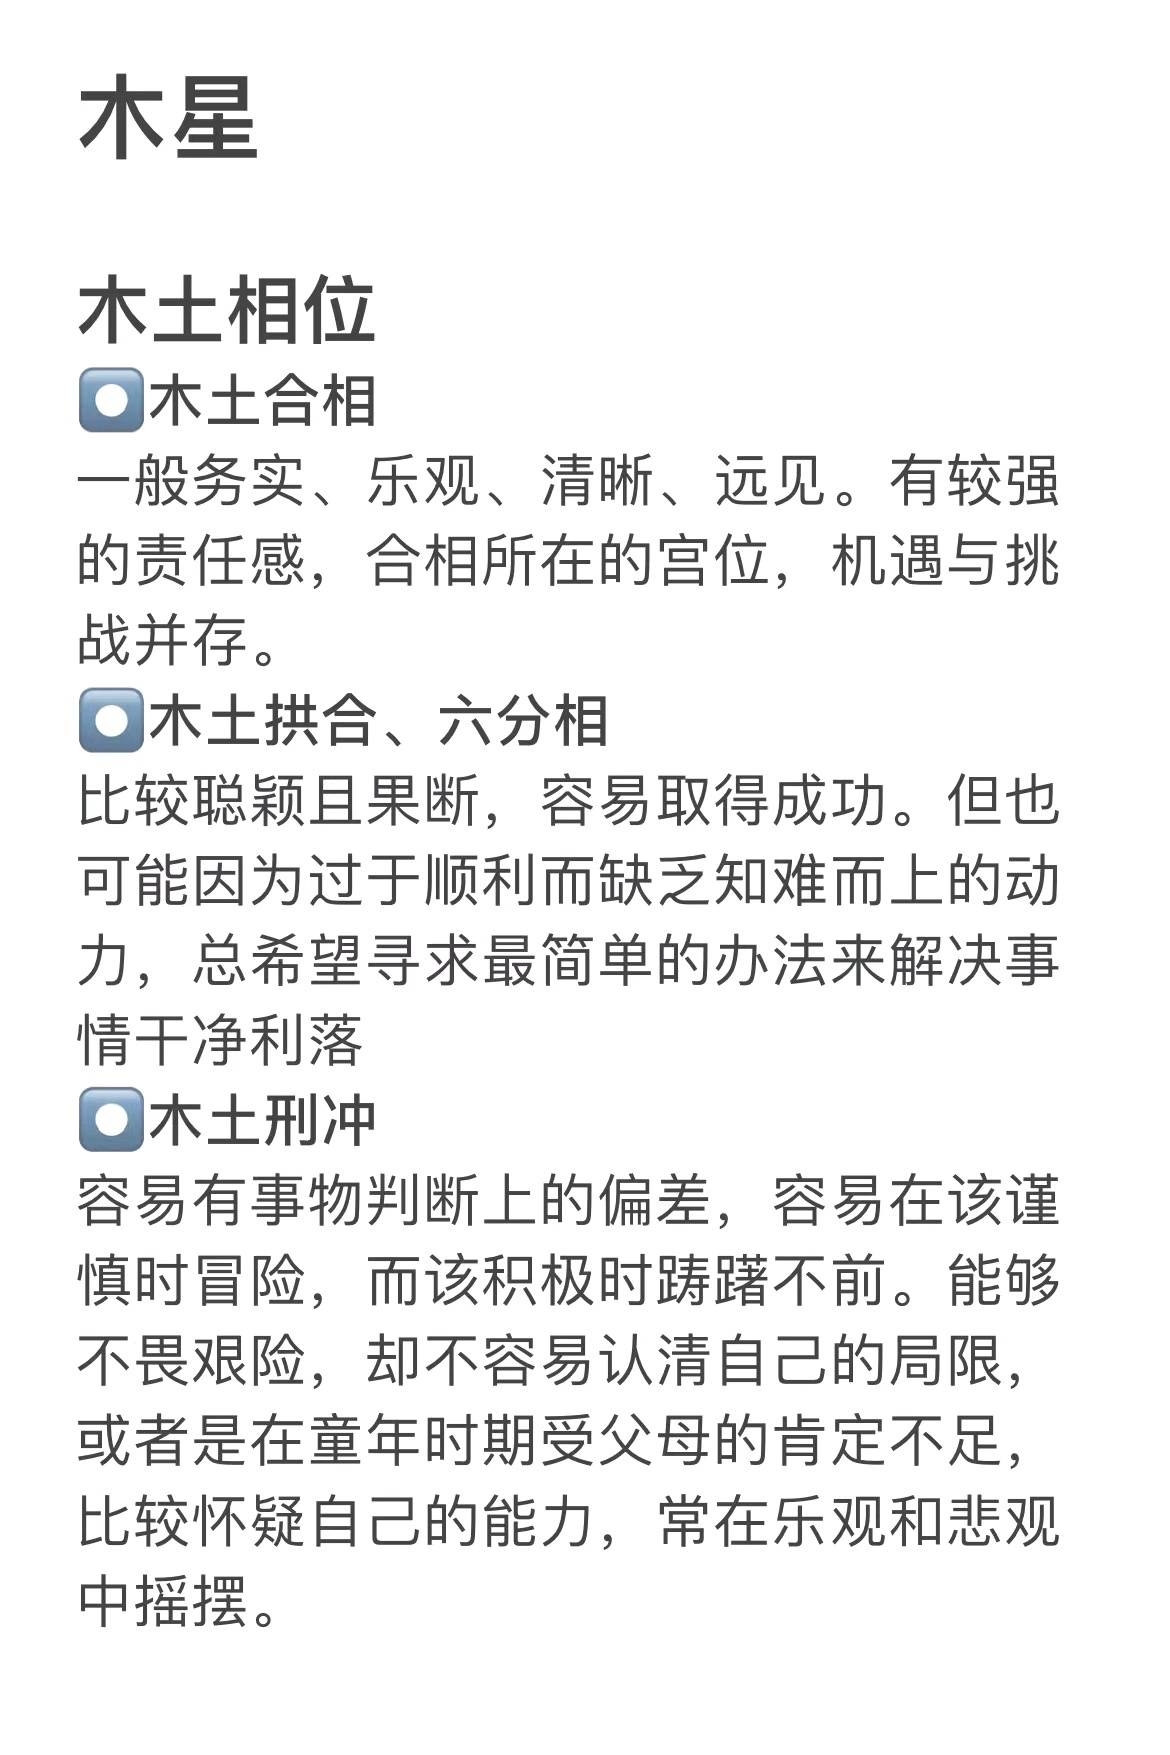 木星
木土相位
⏺木土合相
一般务实、乐观、清晰、远见。有较强
的责任感，合相所在的宫位，机遇与挑
战并存。
⏺木土拱合、六分相
比较聪颖且果断，容易取得成功。但也
可能因为过于顺利而缺乏知难而上的动
力，总希望寻求最简单的办法来解决事
情干净利落
⏺木土刑冲
容易有事物判断上的偏差，容易在该谨
慎时冒险，而该积极时踌躇不前。能够
不畏艰险，却不容易认清自己的局限，
或者是在童年时期受父母的肯定不足，
比较怀疑自己的能力，常在乐观和悲观
中摇摆。